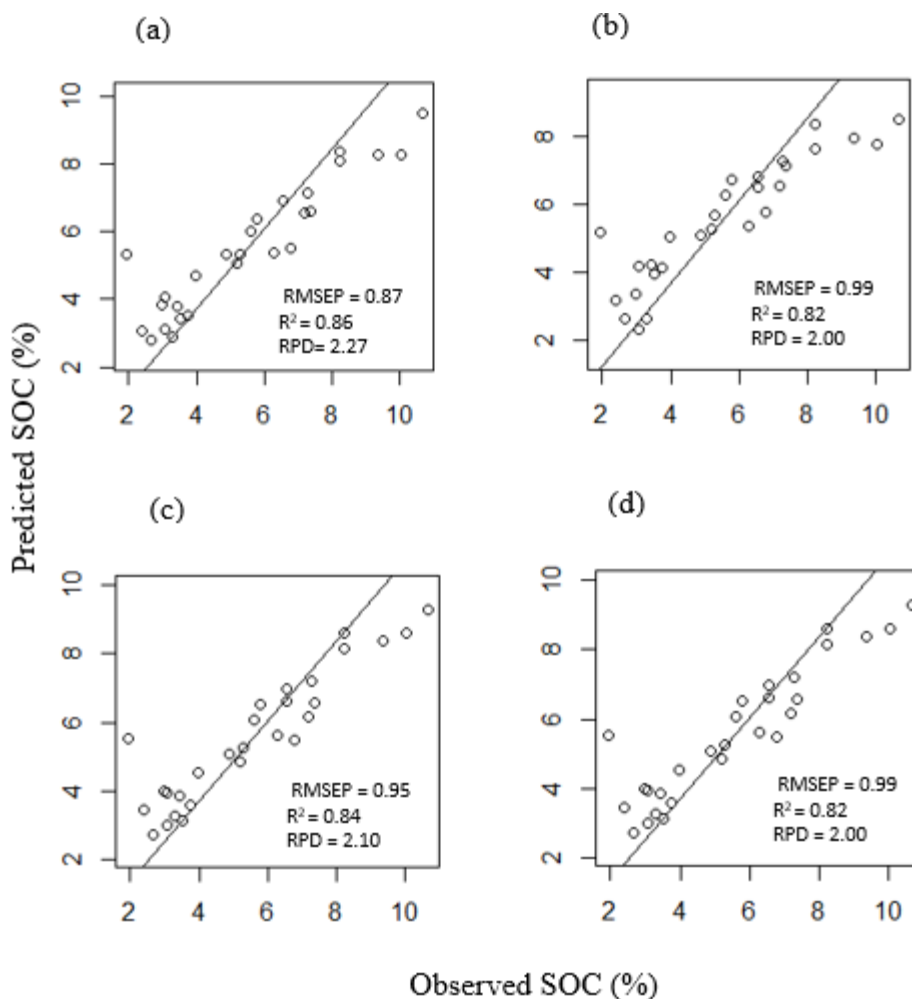 (a)
(b)
10
8
6
4
2
RMSEP = 0.87
R² = 0.86
RPD= 2.27
2 4 6 8 10
8
6
4
2
RMSEP = 0.99
R² = 0.82
RPD = 2.00
2 4 6 8 10
Predicted SOC (%)
(c)
(d)
10
8
6
4
2
RMSEP = 0.95
R² = 0.84
RPD = 2.10
2 4 6 8 10
10
8
6
4
2
RMSEP = 0.99
R² = 0.82
RPD = 2.00
2 4 6 8 10
Observed SOC (%)